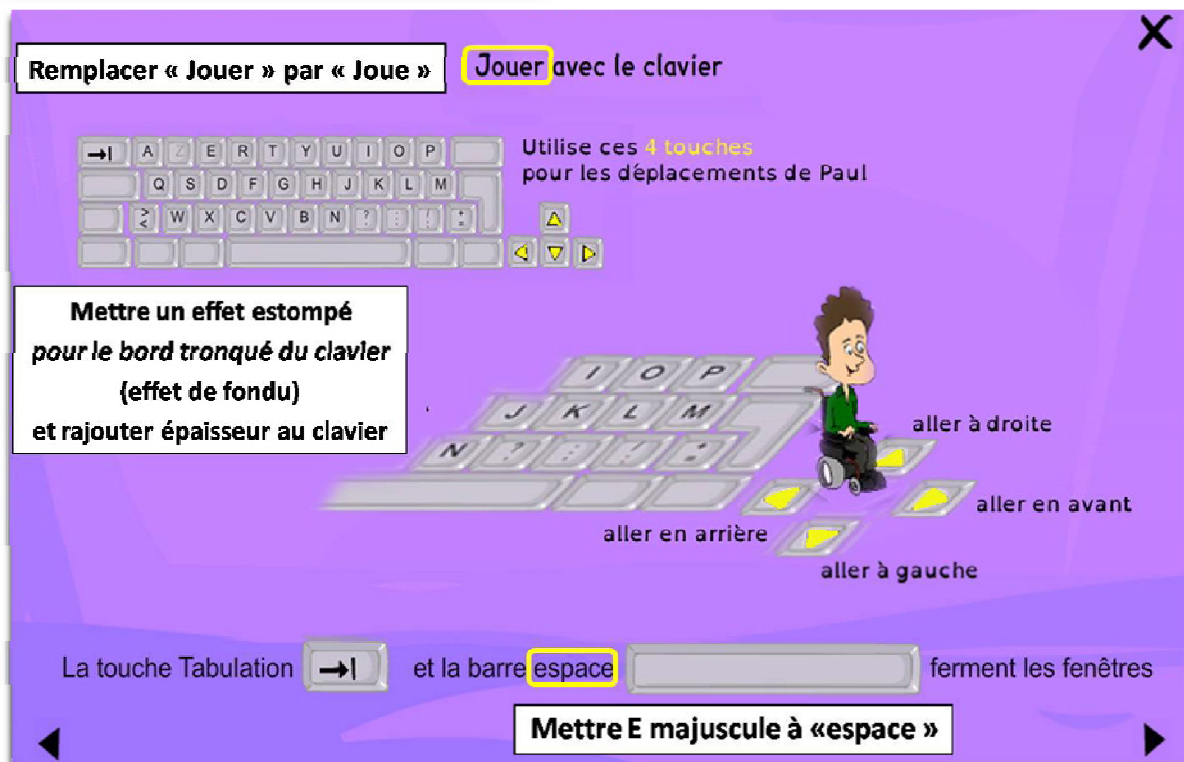 Remplacer « Jouer » par « Joue »
Jouer avec le clavier
Utilise ces 4 touches
pour les déplacements de Paul
A Z E R T Y U I O P
Q S D F G H J K L M
> < W X C V B N ? : ; . / ! + =
Mettre un effet estompé
pour le bord tronqué du clavier
(effet de fondu)
et rajouter épaisseur au clavier
I O P
J K L M
N ?
aller à droite
aller en avant
aller en arrière
aller à gauche
La touche Tabulation et la barre espace ferment les fenêtres
Mettre E majuscule à «espace »
X